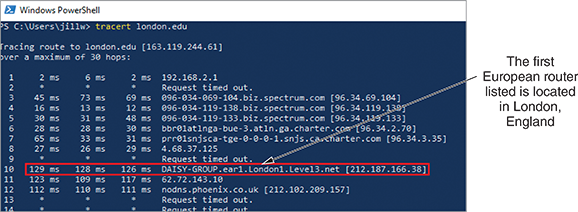 Windows PowerShell
PS C:\Users\jillw> tracert london.edu
Tracing route to london.edu [163.119.244.61]
over a maximum of 30 hops:
1 2 ms 6 ms 2 ms 192.168.2.1
2 * * * Request timed out.
3 45 ms 73 ms 69 ms 096-034-069-104.biz.spectrum.com [96.34.69.104]
4 16 ms 13 ms 12 ms 096-034-119-138.biz.spectrum.com [96.34.119.138]
5 30 ms 31 ms 48 ms 096-034-119-133.biz.spectrum.com [96.34.119.133]
6 28 ms 28 ms 30 ms bbr01atlnga-bue-3.atln.ga.charter.com [96.34.2.70]
7 65 ms 33 ms 31 ms prr01snjsca-tge-0-0-0-1.snjs.ca.charter.com [96.34.3.35]
8 27 ms 26 ms 29 ms 4.68.37.125
9 * * * Request timed out.
10 129 ms 128 ms 126 ms DAISY-GROUP.ear1.London1.Level3.net [212.187.166.38]
11 123 ms 109 ms 117 ms 62.72.143.10
12 112 ms 110 ms 111 ms nodns.phoenix.co.uk [212.102.209.157]
13 * * * Request timed out.
The first
European router
listed is located
in London,
England